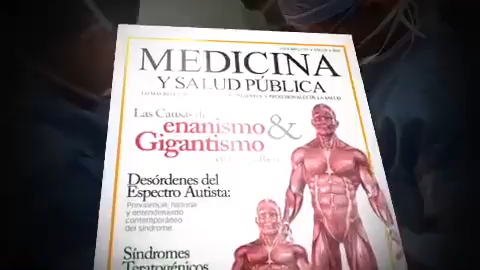 MEDICINA
Y SALUD PÚBLICA
Las Causas de
enanismo &
Gigantismo
Desórdenes del
Espectro Autista:
Prevalencia, historia
y entendimiento
contemporáneo
del síndrome
Síndromes
Teratogénicos